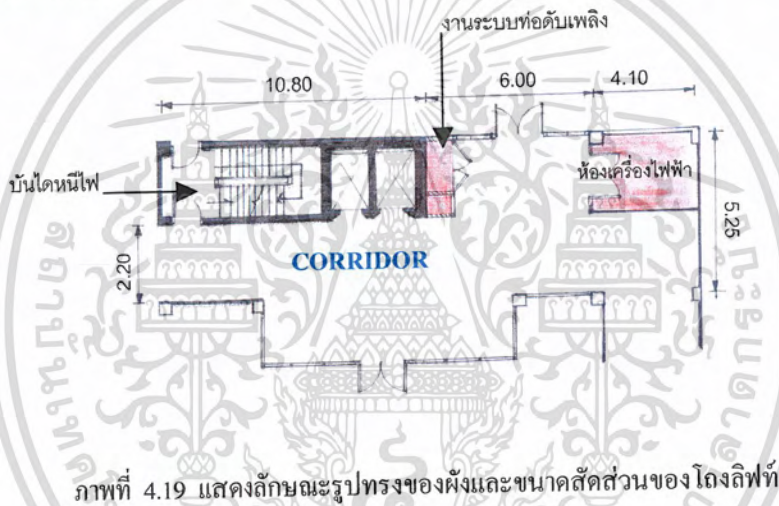 งานระบบท่อดับเพลิง
10.80
6.00
4.10
ห้องเครื่องไฟฟ้า
บันไดหนีไฟ
5.25
2.20
CORRIDOR
ภาพที่ 4.19 แสดงลักษณะรูปทรงของผังและขนาดสัดส่วนของโถงลิฟท์